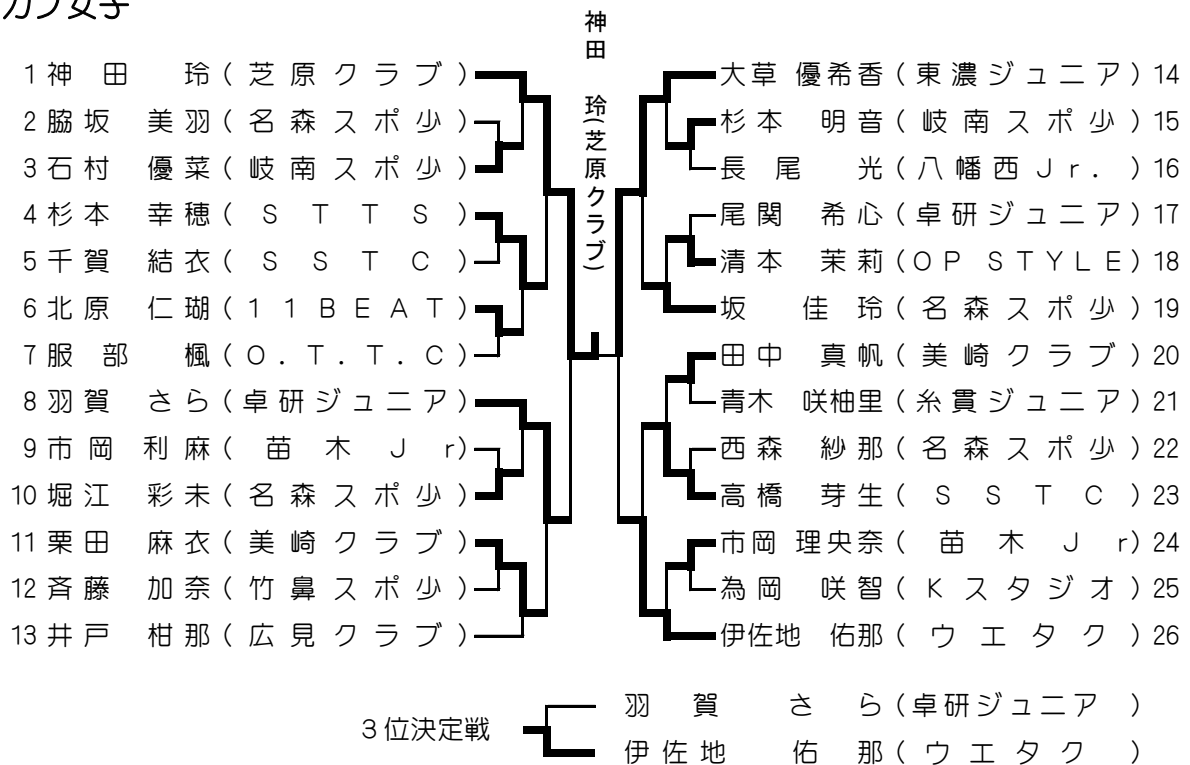 カブ女子
神田 玲(芝原クラブ)
1 神田 玲(芝原クラブ)
2 脇坂 美羽(名森スポ少)
3 石村 優菜(岐南スポ少)
4 杉本 幸穂(STTS)
5 千賀 結衣(SSTC)
6 北原 仁瑚(11BEAT)
7 服部 楓(O.T.T.C)
8 羽賀 さら(卓研ジュニア)
9 市岡 利麻(苗木Jr)
10 堀江 彩未(名森スポ少)
11 栗田 麻衣(美崎クラブ)
12 斉藤 加奈(竹鼻スポ少)
13 井戸 柑那(広見クラブ)
大草 優希香(東濃ジュニア) 14
杉本 明音(岐南スポ少) 15
長尾 光(八幡西Jr.) 16
尾関 希心(卓研ジュニア) 17
清本 茉莉(OP STYLE) 18
坂 佳玲(名森スポ少) 19
田中 真帆(美崎クラブ) 20
青木 咲柚里(糸貫ジュニア) 21
西森 紗那(名森スポ少) 22
高橋 芽生(SSTC) 23
市岡 理央奈(苗木Jr) 24
為岡 咲智(Kスタジオ) 25
伊佐地 佑那(ウエタク) 26
3位決定戦
羽賀 さら(卓研ジュニア)
伊佐地 佑那(ウエタク)